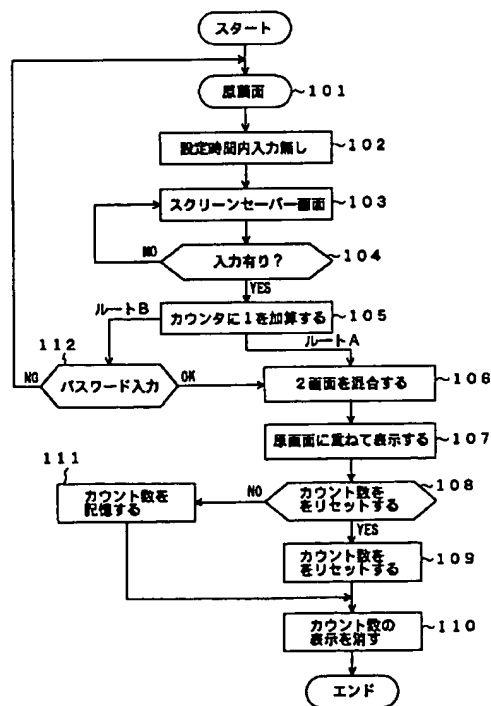 スタート
原画面
101
設定時間内入力無し
102
スクリーンセーバー画面
103
NO
入力有り?
104
YES
ルートB
カウンタに1を加算する
105
ルートA
112
NG
パスワード入力
OK
2画面を混合する
106
原画面に重ねて表示する
107
111
カウント数を
記憶する
NO
カウント数を
をリセットする
108
YES
カウント数を
をリセットする
109
カウント数の
表示を消す
110
エンド